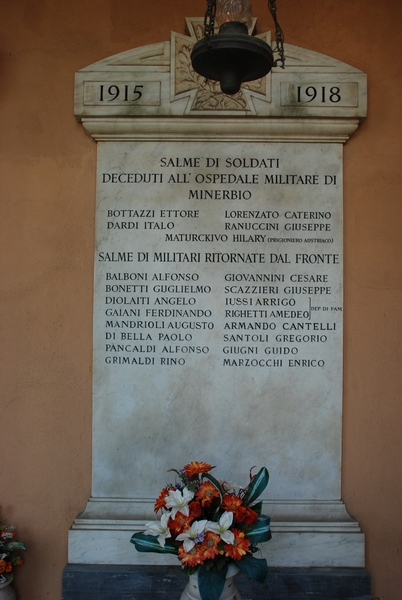 1915 1918
SALME DI SOLDATI
DECEDUTI ALL'OSPEDALE MILITARE DI
MINERBIO
BOTTAZZI ETTORE LORENZATO CATERINO
DARDI ITALO RANUCCINI GIUSEPPE
MATURCKIVO HILARY (PRIGIONIERO AUSTRIACO)
SALME DI MILITARI RITORNATE DAL FRONTE
BALBONI ALFONSO GIOVANNINI CESARE
BONETTI GUGLIELMO SCAZZIERI GIUSEPPE
DIOLAITI ANGELO IUSSI ARRIGO
GAIANI FERDINANDO RIGHETTI AMEDEO DEP DI FAM
MANDRIOLI AUGUSTO ARMANDO CANTELLI
DI BELLA PAOLO SANTOLI GREGORIO
PANCALDI ALFONSO GIUGNI GUIDO
GRIMALDI RINO MARZOCCHI ENRICO